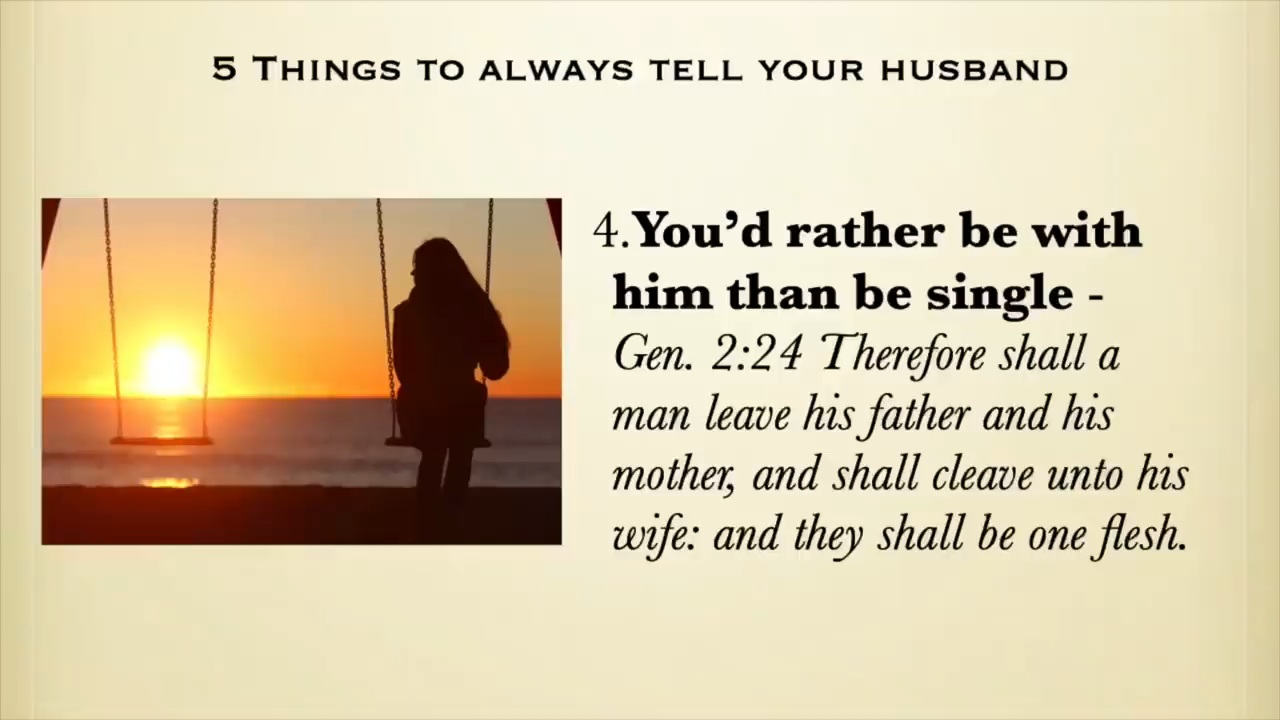 5 Things to always tell your husband
4. You'd rather be with
him than be single -
Gen. 2:24 Therefore shall a
man leave his father and his
mother, and shall cleave unto his
wife: and they shall be one flesh.